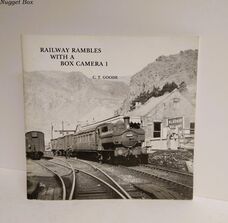 Nugget Box
RAILWAY RAMBLES
WITH A
BOX CAMERA 1
C. T. GOODE